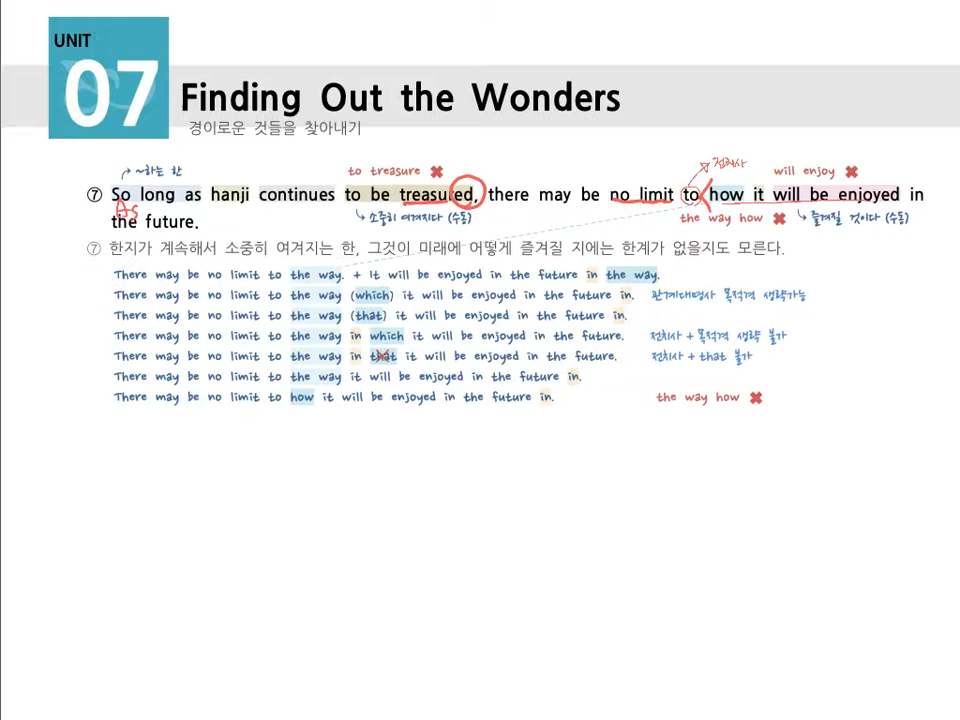 UNIT
07
Finding Out the Wonders
경이로운 것들을 찾아내기
~하는 한
to treasure ✖
전치사
will enjoy ✖
⑦ So long as hanji continues to be treasured, there may be no limit to how it will be enjoyed in
As
소중히 여겨지다 (수동)
the way how ✖
즐겨질 것이다 (수동)
the future.
⑦ 한지가 계속해서 소중히 여겨지는 한, 그것이 미래에 어떻게 즐겨질 지에는 한계가 없을지도 모른다.
There may be no limit to the way. + It will be enjoyed in the future in the way.
There may be no limit to the way (which) it will be enjoyed in the future in. 관계대명사 목적격 생략가능
There may be no limit to the way (that) it will be enjoyed in the future in.
There may be no limit to the way in which it will be enjoyed in the future. 전치사 + 목적격 생략 불가
There may be no limit to the way in that it will be enjoyed in the future. 전치사 + that 불가
There may be no limit to the way it will be enjoyed in the future in.
There may be no limit to how it will be enjoyed in the future in. the way how ✖